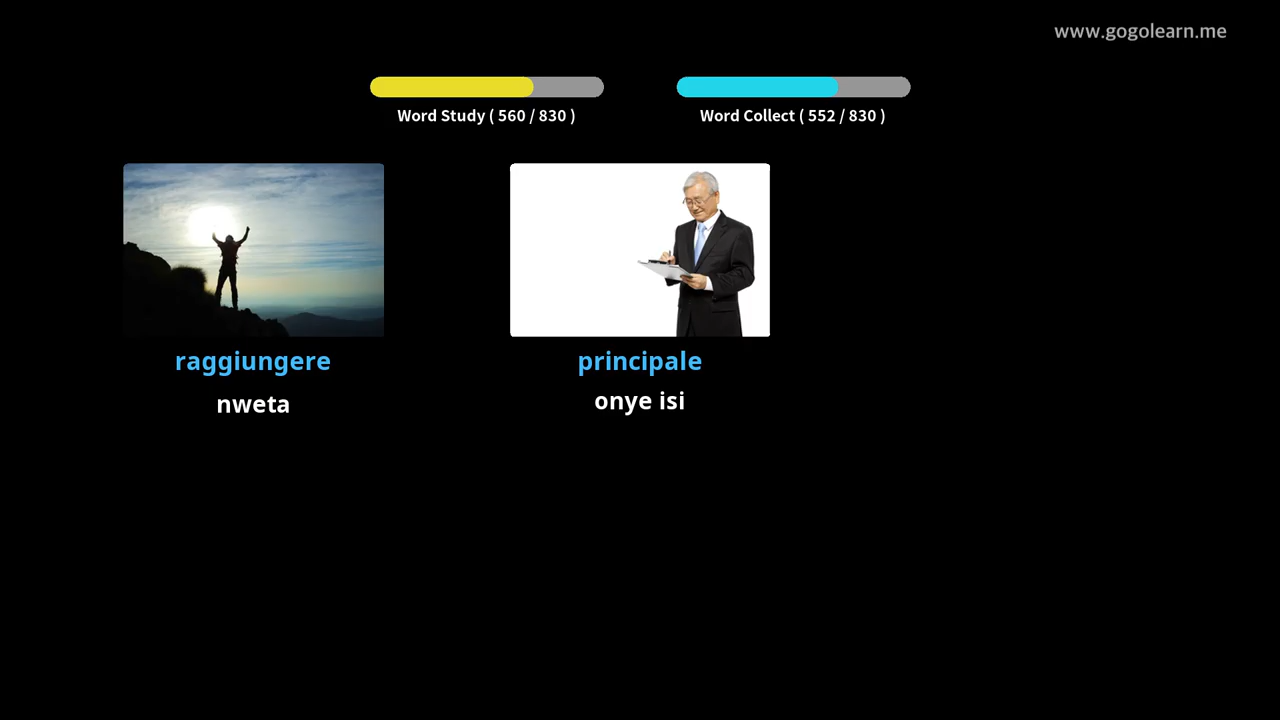 www.gogolearn.me
Word Study ( 560 / 830 )
Word Collect ( 552 / 830 )
raggiungere
nweta
principale
onye isi